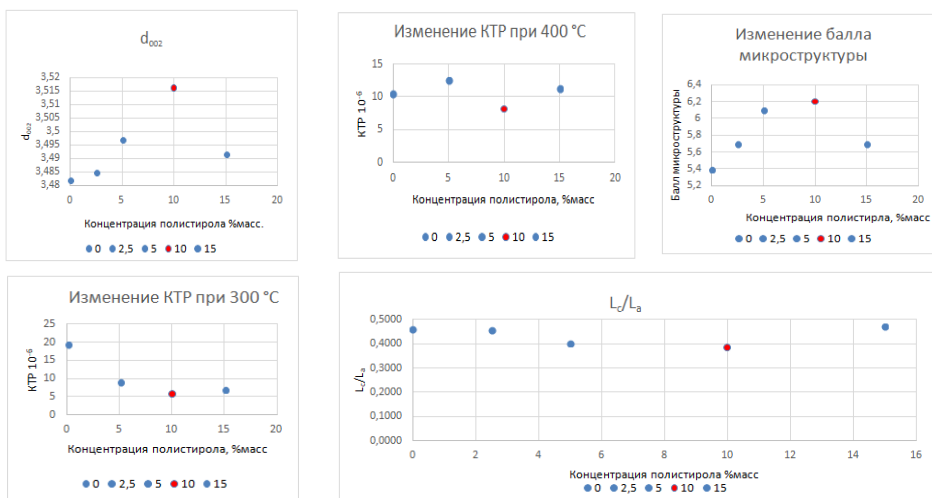 d₀₀₂
3,52
3,515
3,51
3,505
3,5
3,495
3,49
3,485
3,48
d₀₀₂
0 5 10 15 20
Концентрация полистирола %масс.
0 2,5 5 10 15
Изменение КТР при 400 °С
15
10
5
0
КТР 10⁻⁶
0 5 10 15 20
Концентрация полистирола, %масс
0 2,5 5 10 15
Изменение балла
микроструктуры
6,4
6,2
6
5,8
5,6
5,4
5,2
Балл микроструктуры
0 5 10 15 20
Концентрация полистирла, %масс
0 2,5 5 10 15
Изменение КТР при 300 °С
25
20
15
10
5
0
КТР 10⁻⁶
0 5 10 15 20
Концентрация полистирола, %масс
0 2,5 5 10 15
Lc/La
0,5000
0,4000
0,3000
0,2000
0,1000
0,0000
Lc/La
0 2 4 6 8 10 12 14 16
Концентрация полистирола %масс
0 2,5 5 10 15